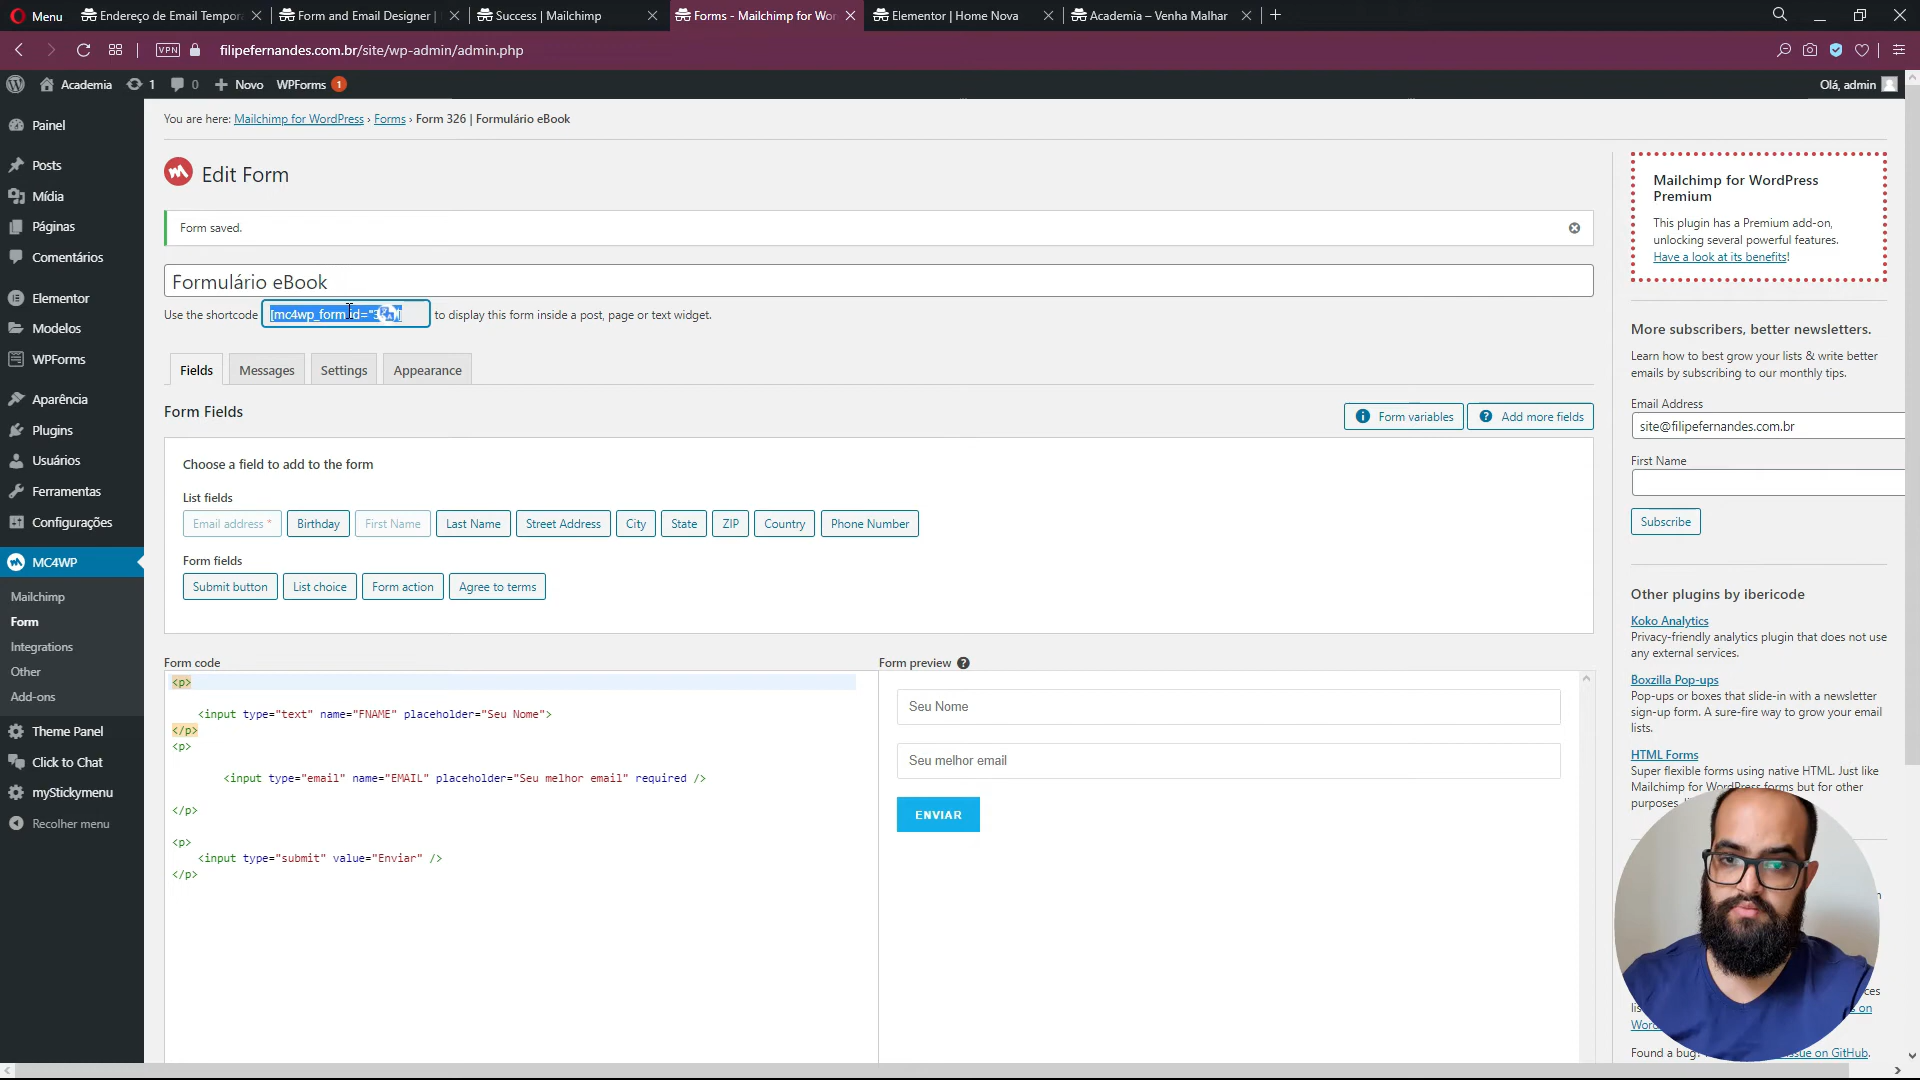 Menu
Endereço de Email Tempora
Form and Email Designer |
Success | Mailchimp
Forms - Mailchimp for Wor
Elementor | Home Nova
Academia – Venha Malhar
VPN
filipefernandes.com.br/site/wp-admin/admin.php
Academia
1
0
Novo
WPForms 1
Olá, admin
Painel
Posts
Mídia
Páginas
Comentários
Elementor
Modelos
WPForms
Aparência
Plugins
Usuários
Ferramentas
Configurações
MC4WP
Mailchimp
Form
Integrations
Other
Add-ons
Theme Panel
Click to Chat
myStickymenu
Recolher menu
You are here: Mailchimp for WordPress › Forms › Form 326 | Formulário eBook
Edit Form
Form saved.
Formulário eBook
Use the shortcode [mc4wp_form id="3 to display this form inside a post, page or text widget.
Fields
Messages
Settings
Appearance
Form Fields
Form variables
Add more fields
Choose a field to add to the form
List fields
Email address *
Birthday
First Name
Last Name
Street Address
City
State
ZIP
Country
Phone Number
Form fields
Submit button
List choice
Form action
Agree to terms
Form code
<p>
<input type="text" name="FNAME" placeholder="Seu Nome">
</p>
<p>
<input type="email" name="EMAIL" placeholder="Seu melhor email" required />
</p>
<p>
<input type="submit" value="Enviar" />
</p>
Form preview
Seu Nome
Seu melhor email
ENVIAR
Mailchimp for WordPress
Premium
This plugin has a Premium add-on,
unlocking several powerful features.
Have a look at its benefits!
More subscribers, better newsletters.
Learn how to best grow your lists & write better
emails by subscribing to our monthly tips.
Email Address
site@filipefernandes.com.br
First Name
Subscribe
Other plugins by ibericode
Koko Analytics
Privacy-friendly analytics plugin that does not use
any external services.
Boxzilla Pop-ups
Pop-ups or boxes that slide-in with a newsletter
sign-up form. A sure-fire way to grow your email
lists.
HTML Forms
Super flexible forms using native HTML. Just like
Mailchimp for WordPress forms but for other
purposes,
on
Found a bug? issue on GitHub.